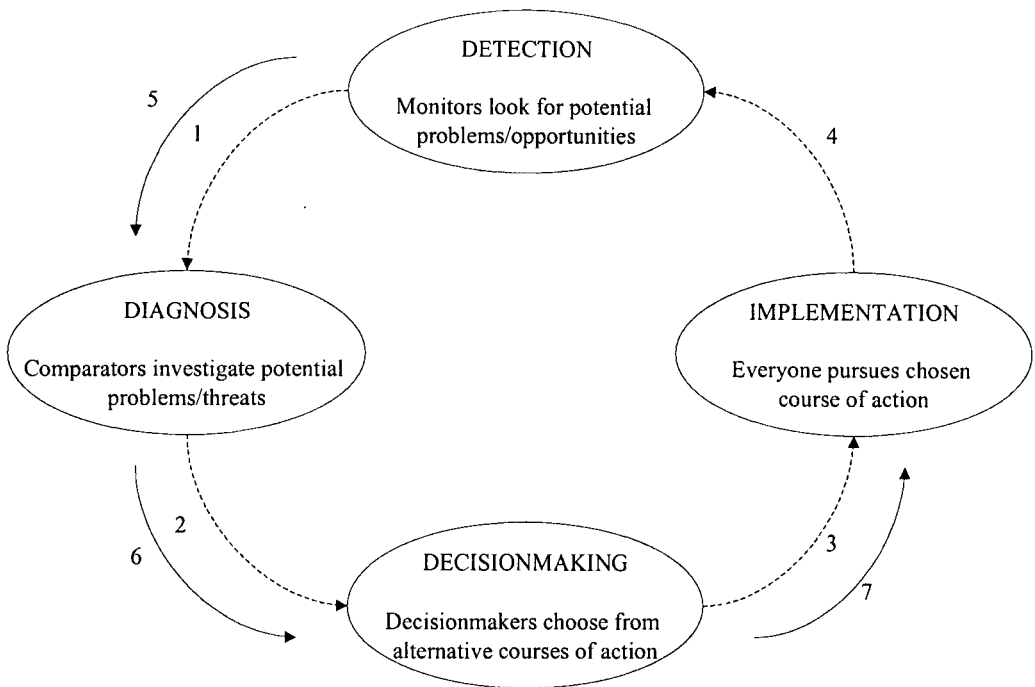 DETECTION
Monitors look for potential
problems/opportunities
5
1
4
DIAGNOSIS
Comparators investigate potential
problems/threats
IMPLEMENTATION
Everyone pursues chosen
course of action
2
6
3
7
DECISIONMAKING
Decisionmakers choose from
alternative courses of action